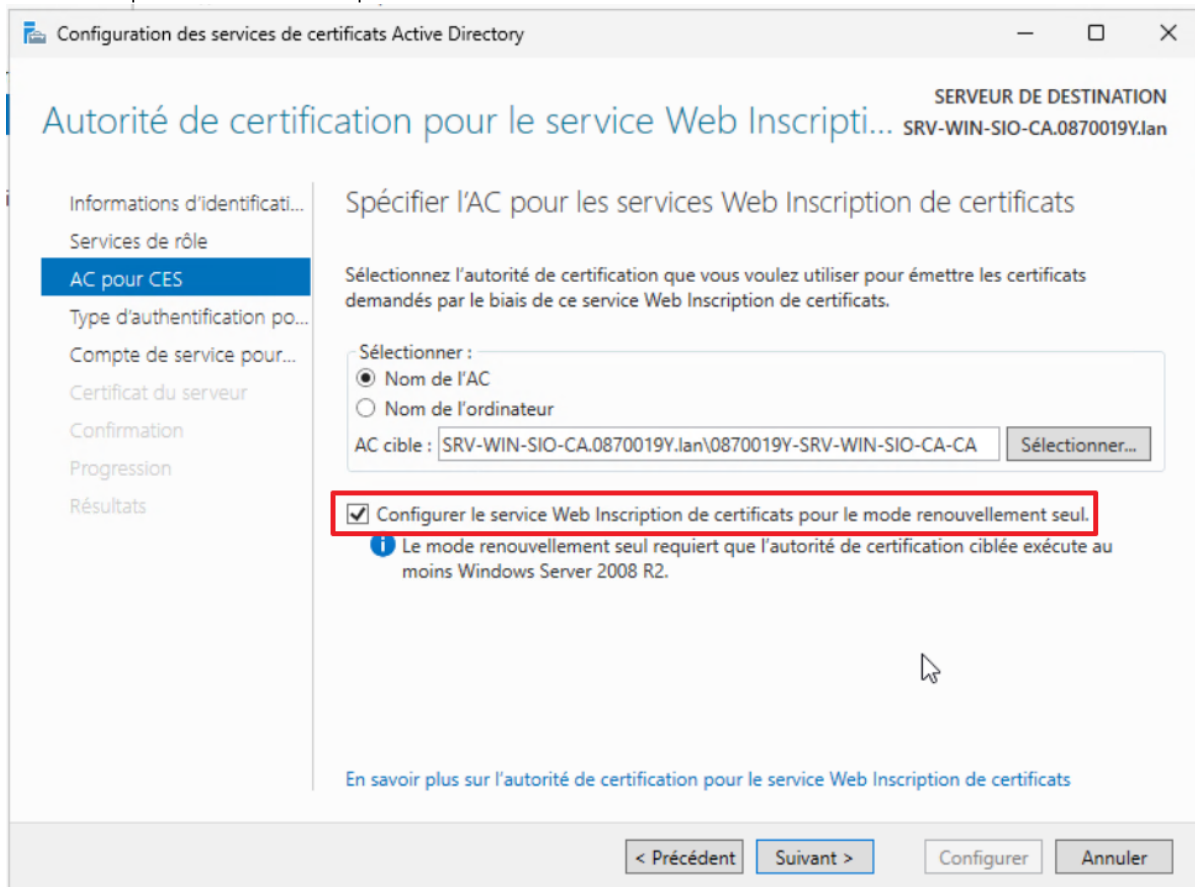 Configuration des services de certificats Active Directory
SERVEUR DE DESTINATION
Autorité de certification pour le service Web Inscripti... SRV-WIN-SIO-CA.0870019Y.lan
Informations d'identificati...
Services de rôle
AC pour CES
Type d'authentification po...
Compte de service pour...
Certificat du serveur
Confirmation
Progression
Résultats
Spécifier l'AC pour les services Web Inscription de certificats
Sélectionnez l'autorité de certification que vous voulez utiliser pour émettre les certificats
demandés par le biais de ce service Web Inscription de certificats.
Sélectionner :
Nom de l'AC
Nom de l'ordinateur
AC cible : SRV-WIN-SIO-CA.0870019Y.lan\0870019Y-SRV-WIN-SIO-CA-CA Sélectionner...
Configurer le service Web Inscription de certificats pour le mode renouvellement seul.
Le mode renouvellement seul requiert que l'autorité de certification ciblée exécute au
moins Windows Server 2008 R2.
En savoir plus sur l'autorité de certification pour le service Web Inscription de certificats
< Précédent Suivant > Configurer Annuler